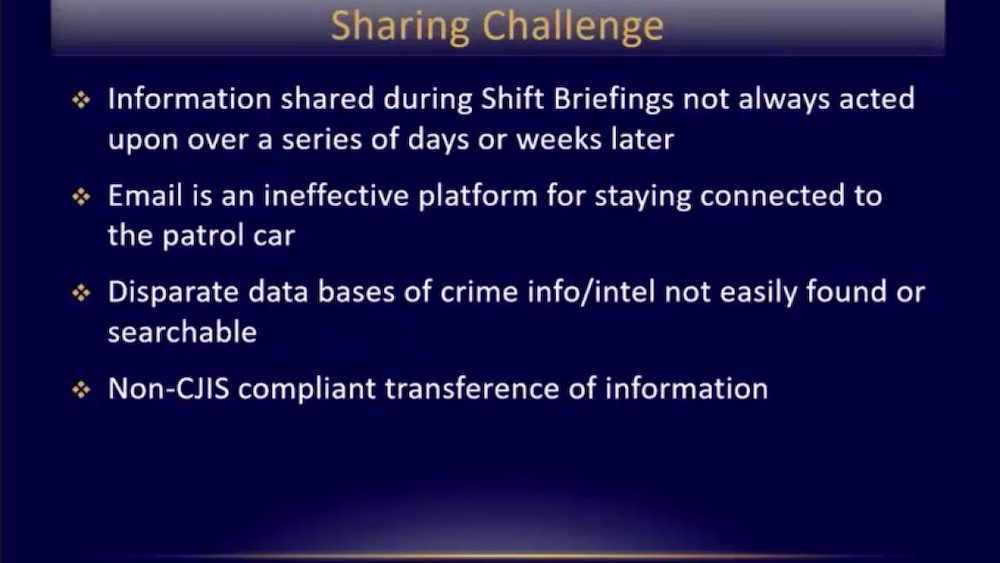 Sharing Challenge
Information shared during Shift Briefings not always acted
upon over a series of days or weeks later
Email is an ineffective platform for staying connected to
the patrol car
Disparate data bases of crime info/intel not easily found or
searchable
Non-CJIS compliant transference of information